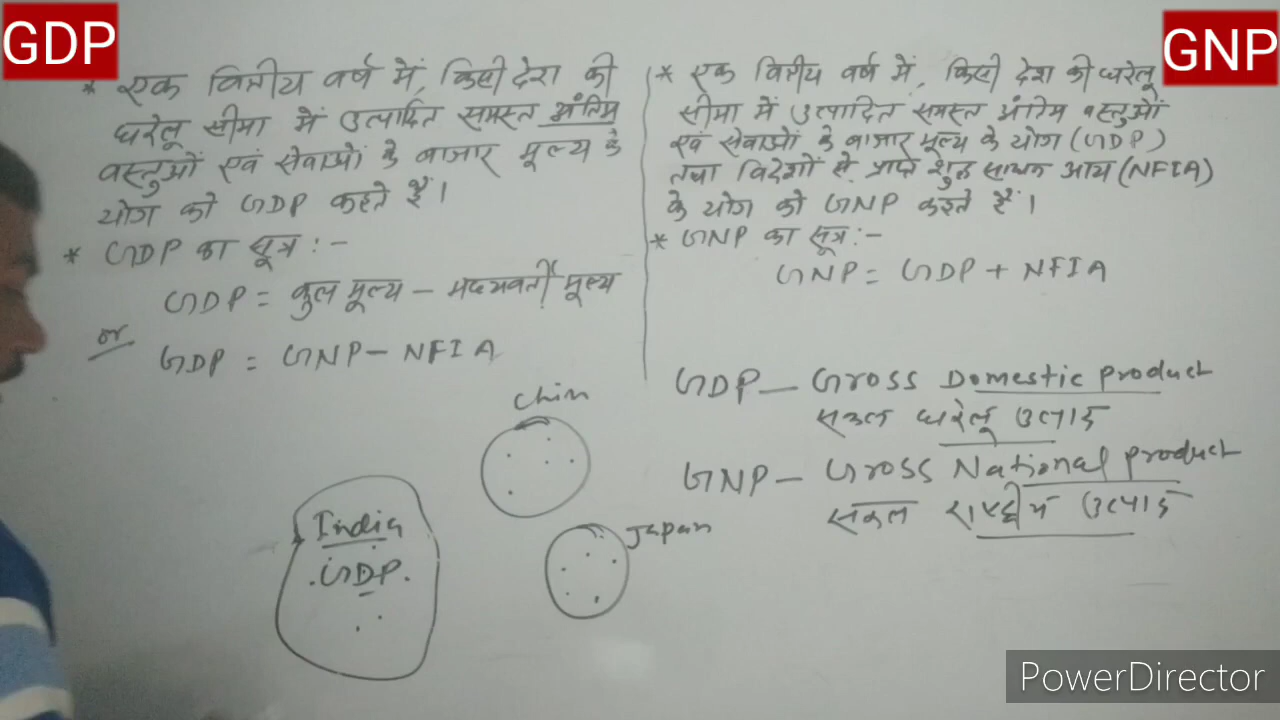 GDP
* एक वित्तीय वर्ष में, किसी देश की
घरेलू सीमा में उत्पादित समस्त अंतिम
वस्तुओं एवं सेवाओं के बाजार मूल्य के
योग को GDP कहते हैं।
* GDP का सूत्र :-
GDP = कुल मूल्य - मध्यवर्ती मूल्य
or
GDP = GNP - NFIA
GNP
* एक वित्तीय वर्ष में, किसी देश की घरेलू
सीमा में उत्पादित समस्त अंतिम वस्तुओं
एवं सेवाओं के बाजार मूल्य के योग (GDP)
तथा विदेशों से प्राप्त शुद्ध साधन आय (NFIA)
के योग को GNP कहते हैं।
* GNP का सूत्र :-
GNP = GDP + NFIA
GDP - Gross Domestic product
सकल घरेलू उत्पाद
GNP - Gross National product
सकल राष्ट्रीय उत्पाद
Chin
Japan
India
GDP
PowerDirector